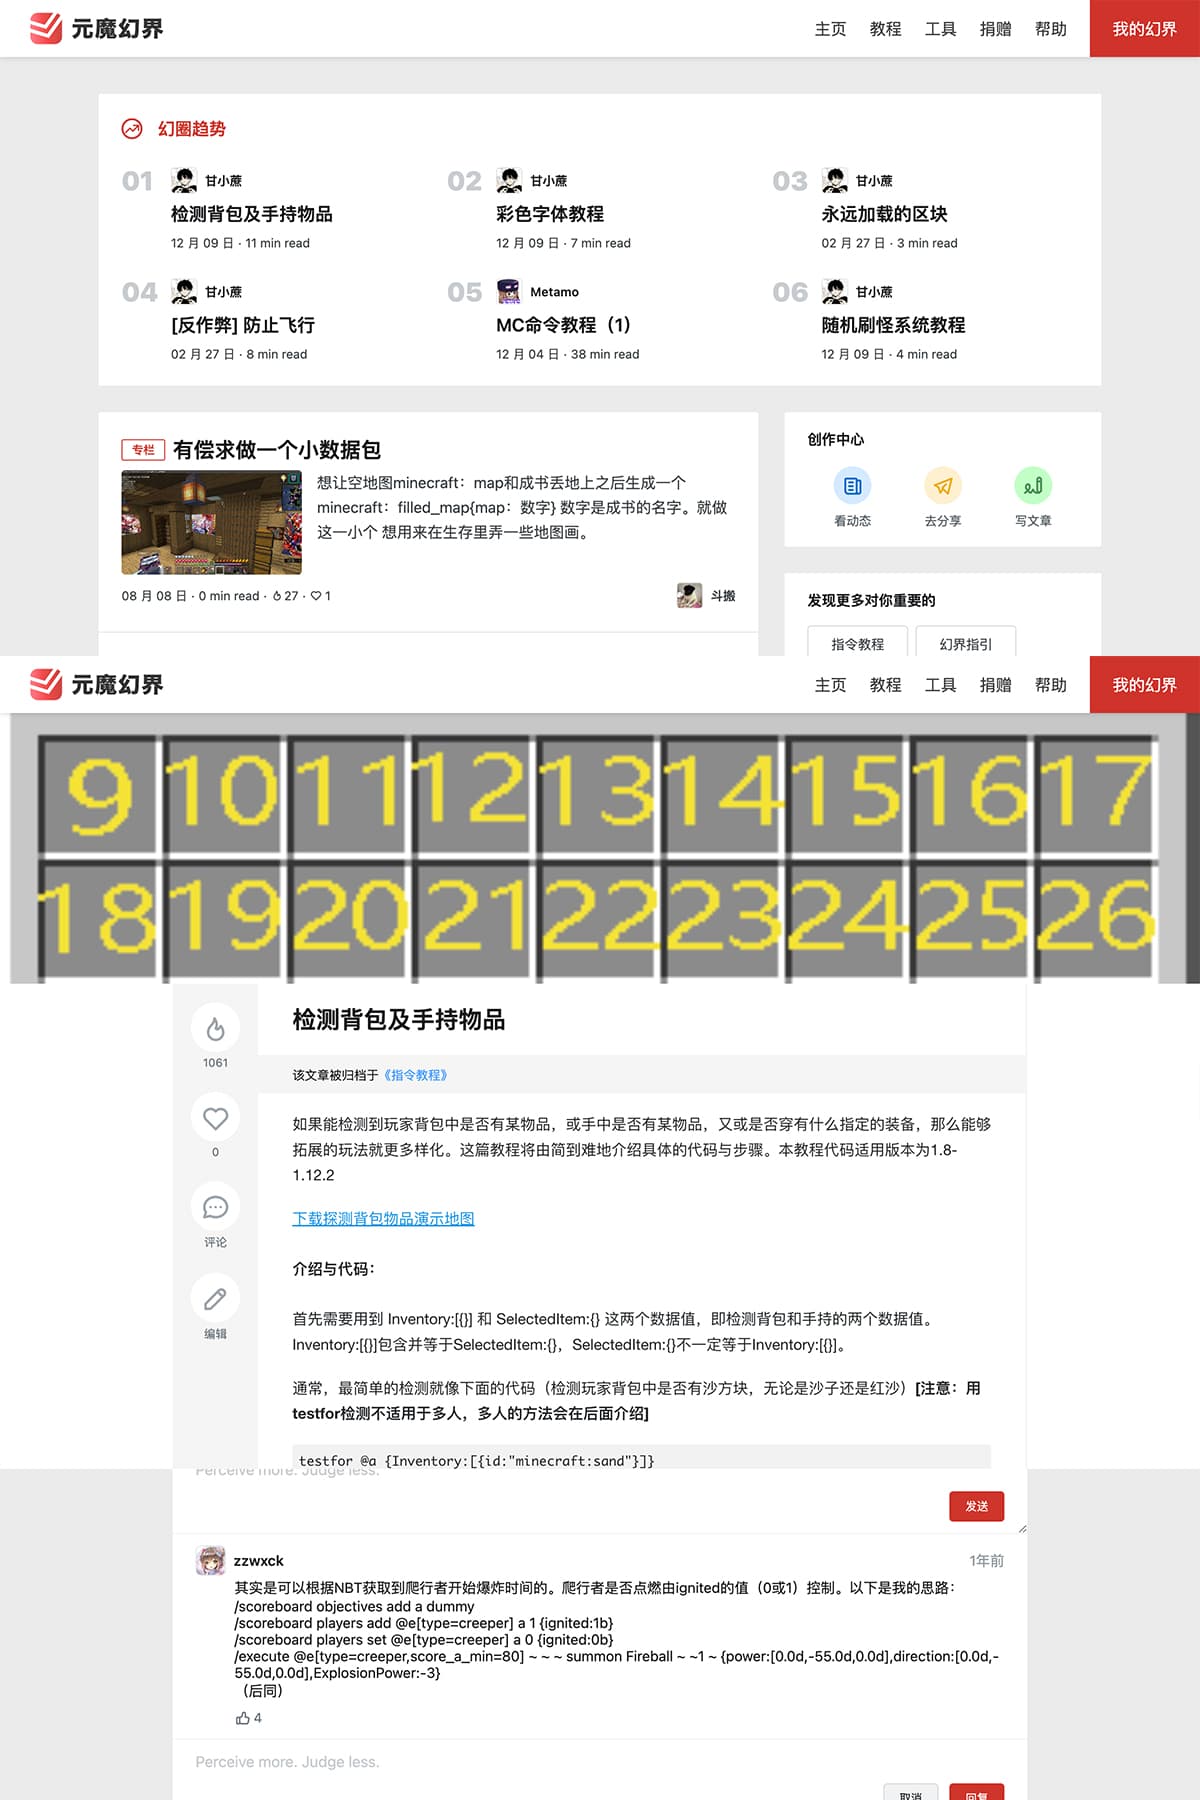 元魔幻界
主页 教程 工具 捐赠 帮助 我的幻界
幻圈趋势
01 甘小蔗
检测背包及手持物品
12 月 09 日 · 11 min read
02 甘小蔗
彩色字体教程
12 月 09 日 · 7 min read
03 甘小蔗
永远加载的区块
02 月 27 日 · 3 min read
04 甘小蔗
[反作弊] 防止飞行
02 月 27 日 · 8 min read
05 Metamo
MC命令教程（1）
12 月 04 日 · 38 min read
06 甘小蔗
随机刷怪系统教程
12 月 09 日 · 4 min read
专栏 有偿求做一个小数据包
想让空地图minecraft：map和成书丢地上之后生成一个
minecraft：filled_map{map：数字} 数字是成书的名字。就做
这一小个 想用来在生存里弄一些地图画。
08 月 08 日 · 0 min read · 27 · 1
斗搬
创作中心
看动态 去分享 写文章
发现更多对你重要的
指令教程 幻界指引
元魔幻界
主页 教程 工具 捐赠 帮助 我的幻界
9 10 11 12 13 14 15 16 17
18 19 20 21 22 23 24 25 26
1061
0
评论
编辑
检测背包及手持物品
该文章被归档于《指令教程》
如果能检测到玩家背包中是否有某物品，或手中是否有某物品，又或是否穿有什么指定的装备，那么能够
拓展的玩法就更多样化。这篇教程将由简到难地介绍具体的代码与步骤。本教程代码适用版本为1.8-
1.12.2
下载探测背包物品演示地图
介绍与代码：
首先需要用到 Inventory:[{}] 和 SelectedItem:{} 这两个数据值，即检测背包和手持的两个数据值。
Inventory:[{}]包含并等于SelectedItem:{}，SelectedItem:{}不一定等于Inventory:[{}]。
通常，最简单的检测就像下面的代码（检测玩家背包中是否有沙方块，无论是沙子还是红沙）[注意：用
testfor检测不适用于多人，多人的方法会在后面介绍]
testfor @a {Inventory:[{id:"minecraft:sand"}]}
Perceive more. Judge less.
发送
zzwxck
1年前
其实是可以根据NBT获取到爬行者开始爆炸时间的。爬行者是否点燃由ignited的值（0或1）控制。以下是我的思路：
/scoreboard objectives add a dummy
/scoreboard players add @e[type=creeper] a 1 {ignited:1b}
/scoreboard players set @e[type=creeper] a 0 {ignited:0b}
/execute @e[type=creeper,score_a_min=80] ~ ~ ~ summon Fireball ~ ~1 ~ {power:[0.0d,-55.0d,0.0d],direction:[0.0d,-
55.0d,0.0d],ExplosionPower:-3}
（后同）
4
Perceive more. Judge less.
取消 回复